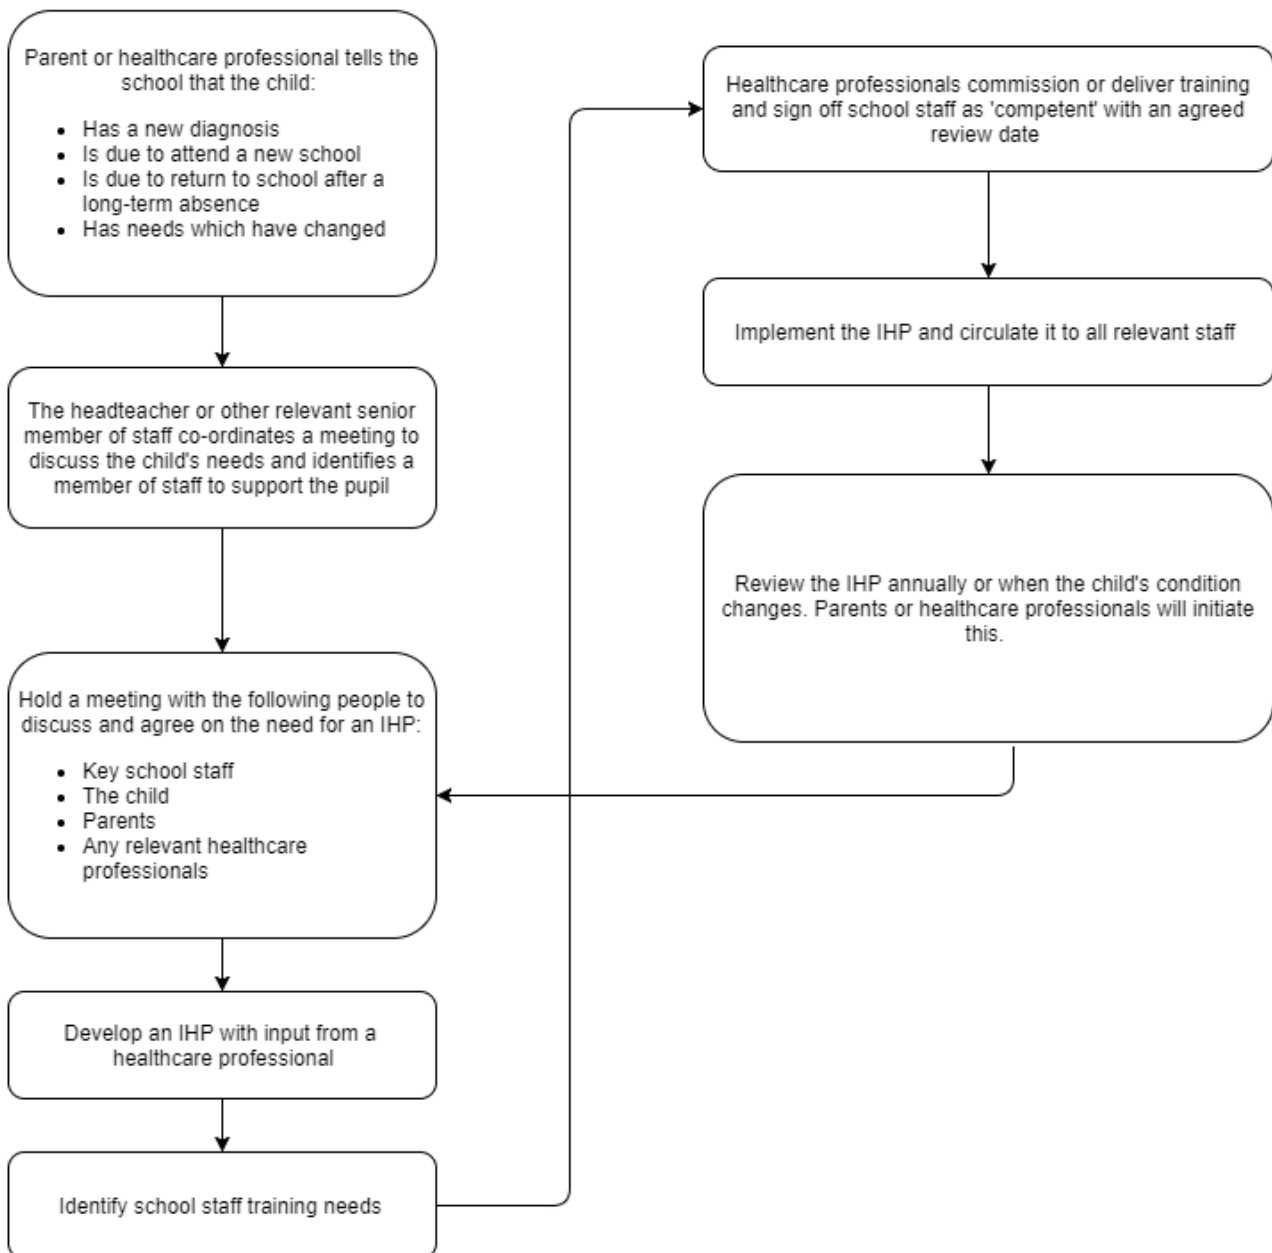 Parent or healthcare professional tells the
school that the child:
• Has a new diagnosis
• Is due to attend a new school
• Is due to return to school after a
long-term absence
• Has needs which have changed
The headteacher or other relevant senior
member of staff co-ordinates a meeting to
discuss the child's needs and identifies a
member of staff to support the pupil
Hold a meeting with the following people to
discuss and agree on the need for an IHP:
• Key school staff
• The child
• Parents
• Any relevant healthcare
professionals
Develop an IHP with input from a
healthcare professional
Identify school staff training needs
Healthcare professionals commission or deliver training
and sign off school staff as 'competent' with an agreed
review date
Implement the IHP and circulate it to all relevant staff
Review the IHP annually or when the child's condition
changes. Parents or healthcare professionals will initiate
this.